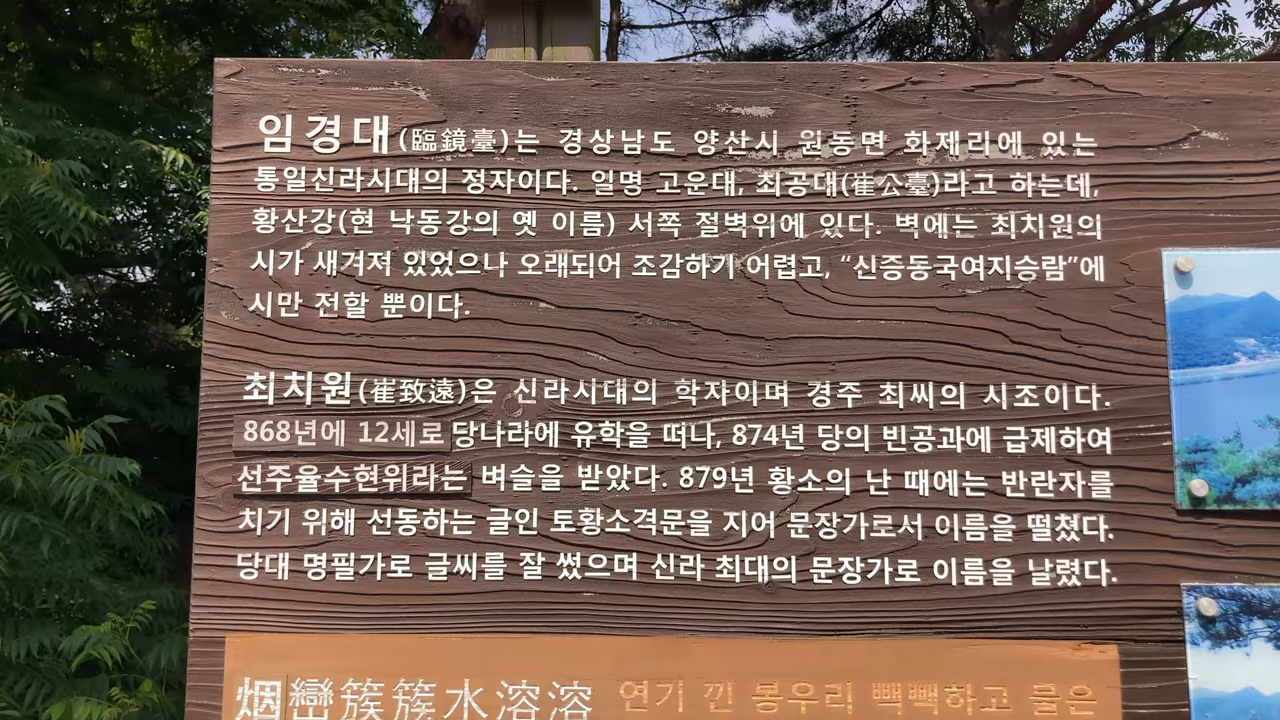 임경대(臨鏡臺)는 경상남도 양산시 원동면 화제리에 있는
통일신라시대의 정자이다. 일명 고운대, 최공대(崔公臺)라고 하는데,
황산강(현 낙동강의 옛 이름) 서쪽 절벽위에 있다. 벽에는 최치원의
시가 새겨져 있었으나 오래되어 조감하기 어렵고, “신증동국여지승람”에
시만 전할 뿐이다.
최치원(崔致遠)은 신라시대의 학자이며 경주 최씨의 시조이다.
868년에 12세로 당나라에 유학을 떠나, 874년 당의 빈공과에 급제하여
선주율수현위라는 벼슬을 받았다. 879년 황소의 난 때에는 반란자를
치기 위해 선동하는 글인 토황소격문을 지어 문장가로서 이름을 떨쳤다.
당대 명필가로 글씨를 잘 썼으며 신라 최대의 문장가로 이름을 날렸다.
烟巒簇簇水溶溶 연기 낀 봉우리 빽빽하고 물은